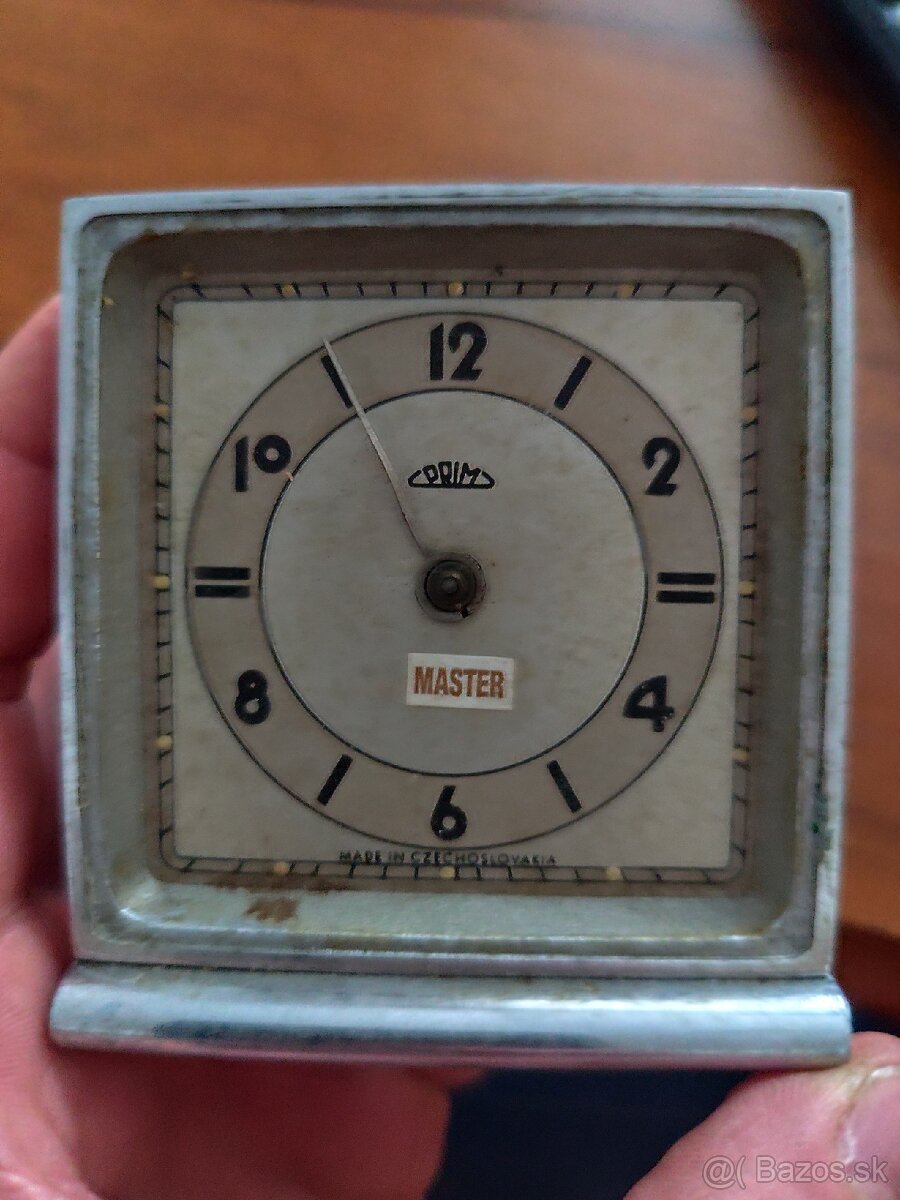 12
10 2
PRIM
8 MASTER 4
6
MADE IN CZECHOSLOVAKIA
@( Bazos.sk